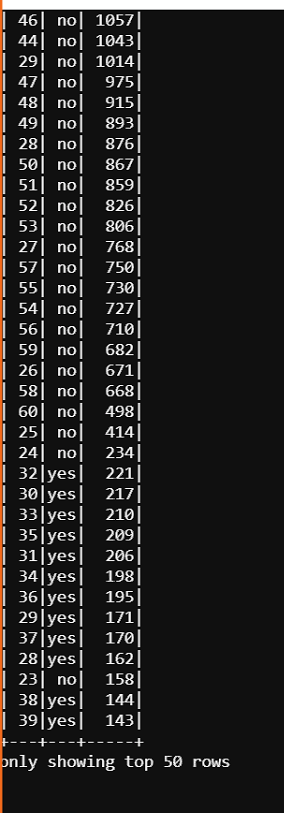 | 46| no| 1057|
| 44| no| 1043|
| 29| no| 1014|
| 47| no|  975|
| 48| no|  915|
| 49| no|  893|
| 28| no|  876|
| 50| no|  867|
| 51| no|  859|
| 52| no|  826|
| 53| no|  806|
| 27| no|  768|
| 57| no|  750|
| 55| no|  730|
| 54| no|  727|
| 56| no|  710|
| 59| no|  682|
| 26| no|  671|
| 58| no|  668|
| 60| no|  498|
| 25| no|  414|
| 24| no|  234|
| 32|yes|  221|
| 30|yes|  217|
| 33|yes|  210|
| 35|yes|  209|
| 31|yes|  206|
| 34|yes|  198|
| 36|yes|  195|
| 29|yes|  171|
| 37|yes|  170|
| 28|yes|  162|
| 23| no|  158|
| 38|yes|  144|
| 39|yes|  143|
+---+---+-----+
only showing top 50 rows